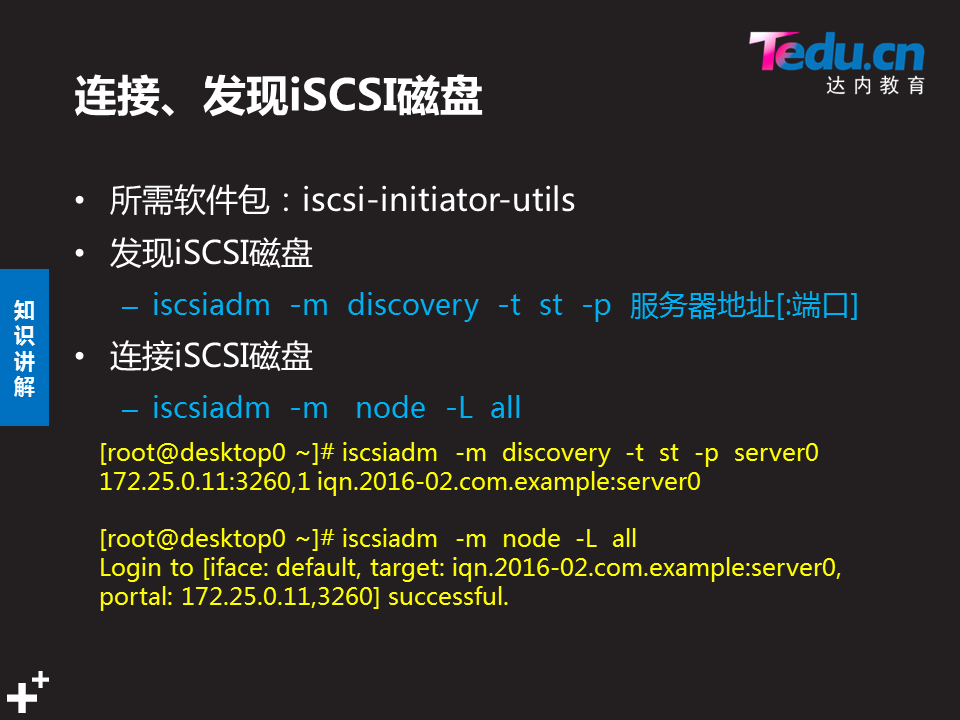 Tedu.cn
达内教育
连接、发现iSCSI磁盘
• 所需软件包：iscsi-initiator-utils
• 发现iSCSI磁盘
– iscsiadm -m discovery -t st -p 服务器地址[:端口]
• 连接iSCSI磁盘
– iscsiadm -m node -L all
知识讲解
[root@desktop0 ~]# iscsiadm -m discovery -t st -p server0
172.25.0.11:3260,1 iqn.2016-02.com.example:server0
[root@desktop0 ~]# iscsiadm -m node -L all
Login to [iface: default, target: iqn.2016-02.com.example:server0,
portal: 172.25.0.11,3260] successful.